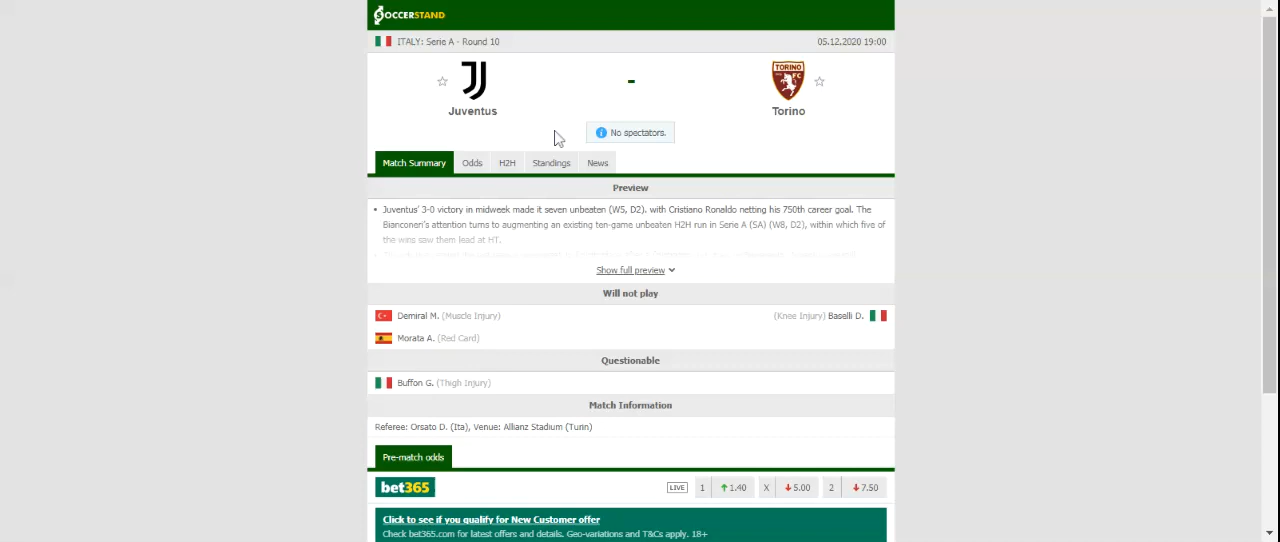 SOCCERSTAND
ITALY: Serie A - Round 10 05.12.2020 19:00
-
TORINO FC
Juventus Torino
No spectators.
Match Summary Odds H2H Standings News
Preview
• Juventus' 3-0 victory in midweek made it seven unbeaten (W5, D2), with Cristiano Ronaldo netting his 750th career goal. The
Bianconeri's attention turns to augmenting an existing ten-game unbeaten H2H run in Serie A (SA) (W8, D2), within which five of
the wins saw them lead at HT.
Show full preview
Will not play
Demiral M. (Muscle Injury) (Knee Injury) Baselli D.
Morata A. (Red Card)
Questionable
Buffon G. (Thigh Injury)
Match Information
Referee: Orsato D. (Ita), Venue: Allianz Stadium (Turin)
Pre-match odds
bet365 LIVE 1 1.40 X 5.00 2 7.50
Click to see if you qualify for New Customer offer
Check bet365.com for latest offers and details. Geo-variations and T&Cs apply. 18+